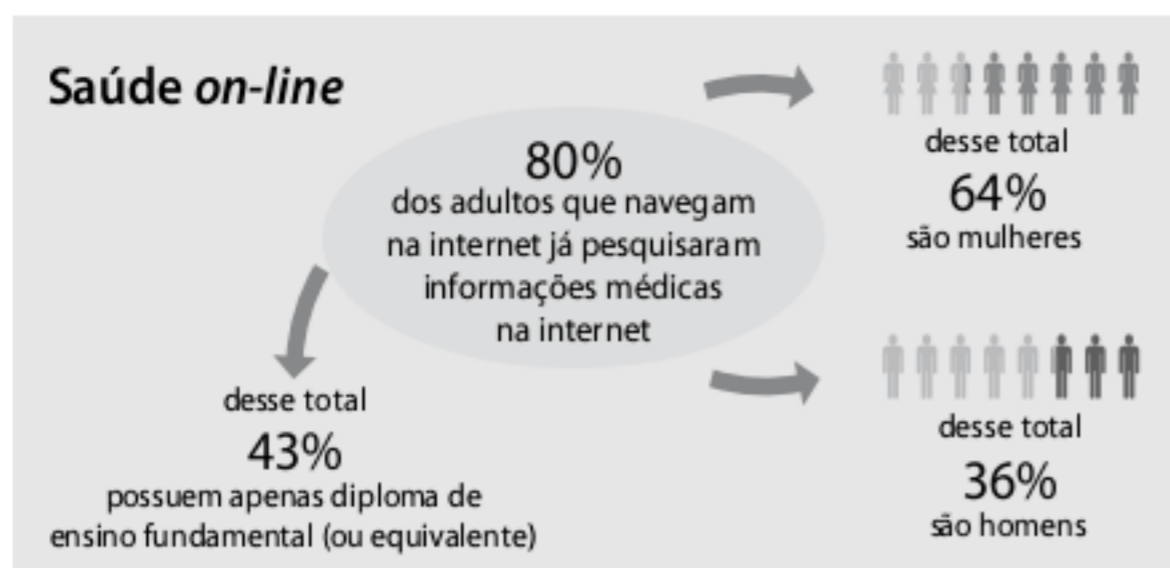 Saúde on-line
80%
dos adultos que navegam
na internet já pesquisaram
informações médicas
na internet
desse total
64%
são mulheres
desse total
43%
possuem apenas diploma de
ensino fundamental (ou equivalente)
desse total
36%
são homens